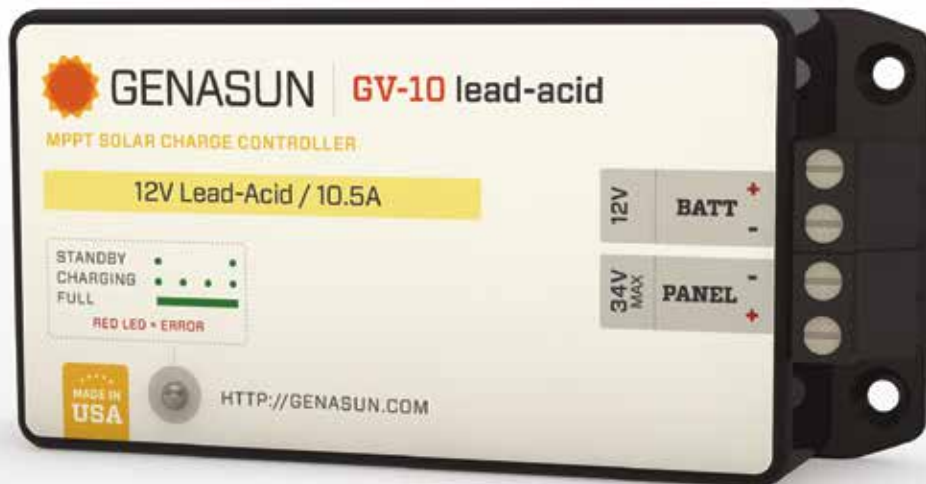 GENASUN GV-10 lead-acid
MPPT SOLAR CHARGE CONTROLLER
12V Lead-Acid / 10.5A
STANDBY
CHARGING
FULL
RED LED = ERROR
MADE IN
USA
HTTP://GENASUN.COM
12V BATT + -
34V MAX PANEL - +